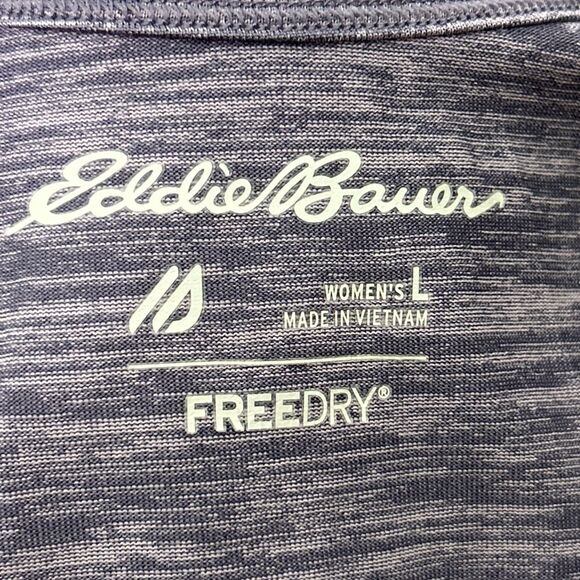 Eddie Bauer
WOMEN'S L
MADE IN VIETNAM
FREEDRY®